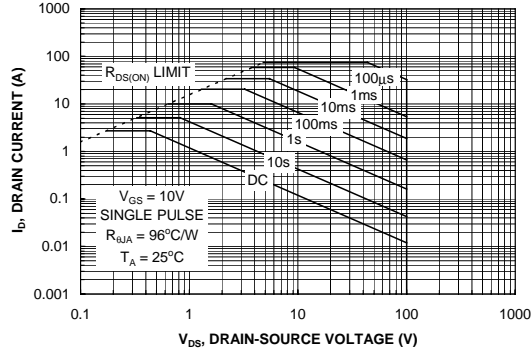 1000
100
10
1
0.1
0.01
0.001
I_D, DRAIN CURRENT (A)
R_DS(ON) LIMIT
100μs
1ms
10ms
100ms
1s
10s
DC
V_GS = 10V
SINGLE PULSE
R_θJA = 96°C/W
T_A = 25°C
0.1 1 10 100 1000
V_DS, DRAIN-SOURCE VOLTAGE (V)